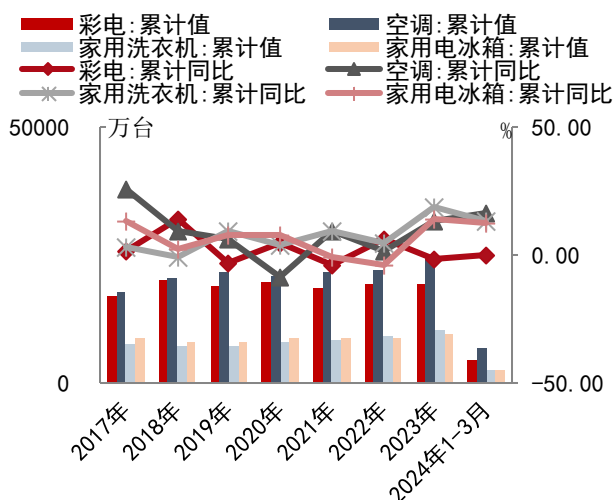 彩电:累计值 空调:累计值
家用洗衣机:累计值 家用电冰箱:累计值
彩电:累计同比 空调:累计同比
家用洗衣机:累计同比 家用电冰箱:累计同比
50000 万台 % 50.00
0.00
0 -50.00
2017年 2018年 2019年 2020年 2021年 2022年 2023年 2024年1-3月